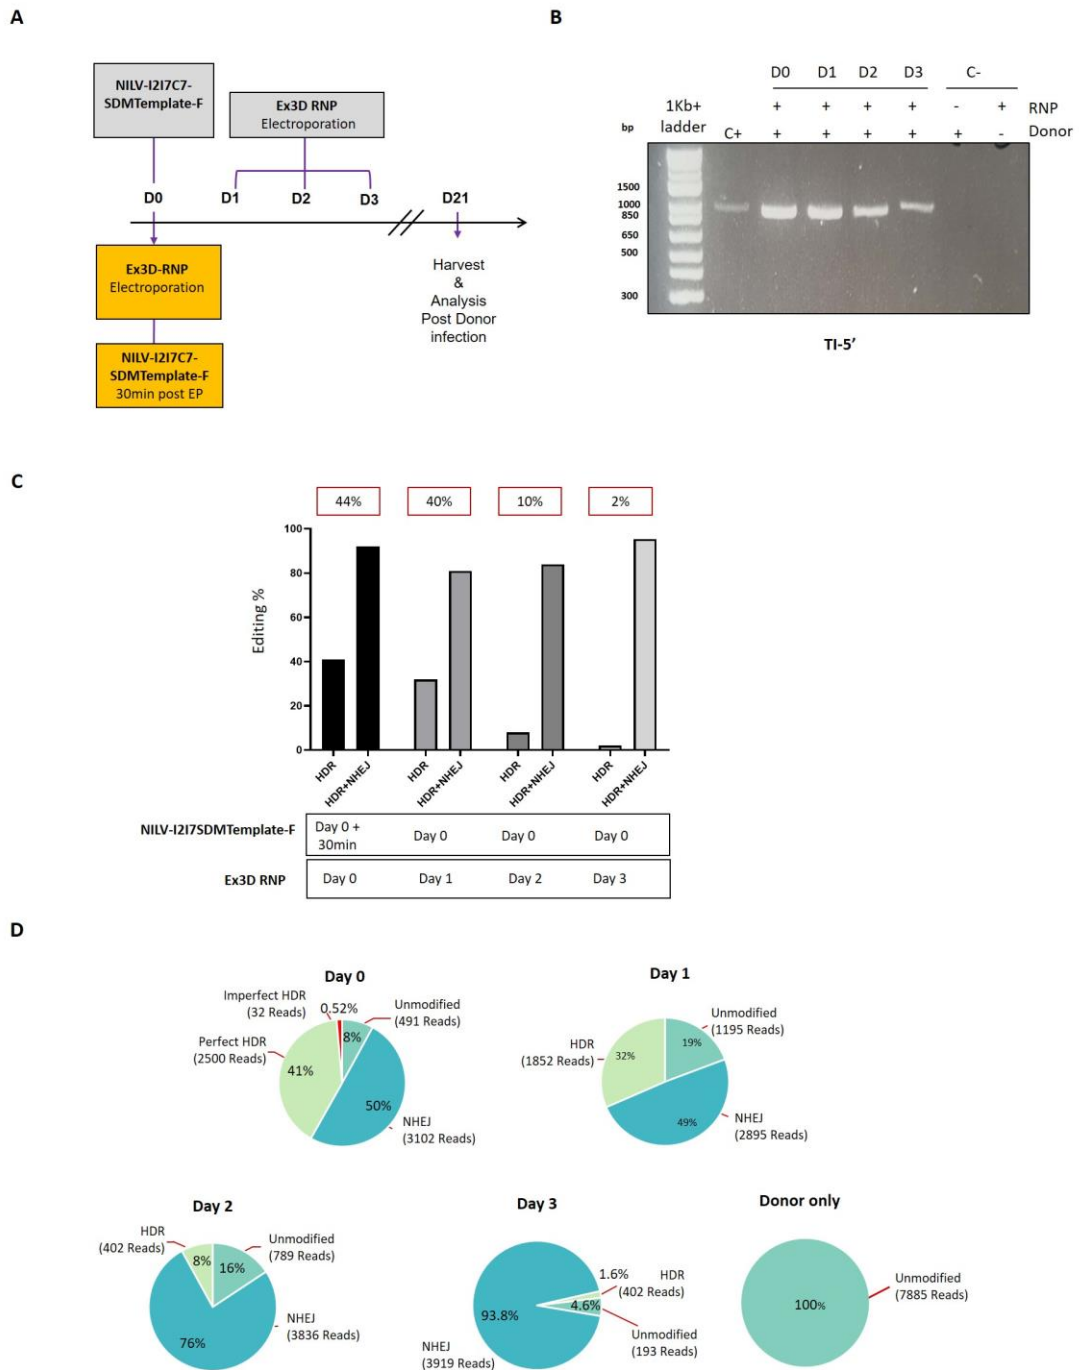 A
NILV-I2I7C7-
SDMTemplate-F
Ex3D RNP
Electroporation
D0
D1
D2
D3
D21
Ex3D-RNP
Electroporation
NILV-I2I7C7-
SDMTemplate-F
30min post EP
Harvest
&
Analysis
Post Donor
infection
B
D0 D1 D2 D3 C-
1Kb+
ladder
+ + + + - + RNP
bp
C+ + + + + + - Donor
1500
1000
850
650
500
300
TI-5'
C
44% 40% 10% 2%
Editing %
100
80
60
40
20
0
HDR HDR+NHEJ HDR HDR+NHEJ HDR HDR+NHEJ HDR HDR+NHEJ
NILV-I2I7SDMTemplate-F
Day 0 +
30min
Day 0 Day 0 Day 0
Ex3D RNP Day 0 Day 1 Day 2 Day 3
D
Day 0
Imperfect HDR
(32 Reads)
0.52%
Unmodified
(491 Reads)
8%
Perfect HDR
(2500 Reads)
41%
50%
NHEJ
(3102 Reads)
Day 1
Unmodified
(1195 Reads)
19%
HDR
(1852 Reads)
32%
49%
NHEJ
(2895 Reads)
Day 2
HDR
(402 Reads)
8%
Unmodified
(789 Reads)
16%
NHEJ
(3836 Reads)
76%
Day 3
1.6%
HDR
(402 Reads)
4.6%
93.8%
Unmodified
(193 Reads)
NHEJ
(3919 Reads)
Donor only
Unmodified
(7885 Reads)
100%